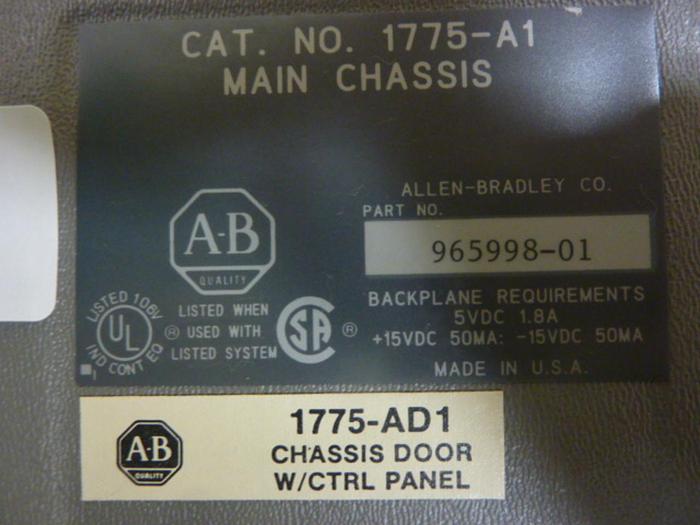 CAT. NO. 1775-A1
MAIN CHASSIS
ALLEN-BRADLEY CO.
PART NO.
965998-01
A-B
QUALITY
BACKPLANE REQUIREMENTS
5VDC 1.8A
+15VDC 50MA: -15VDC 50MA
MADE IN U.S.A.
LISTED 106V
UL
IND CONT EQ
®
LISTED WHEN
USED WITH
LISTED SYSTEM
SA
®
A-B
QUALITY
1775-AD1
CHASSIS DOOR
W/CTRL PANEL